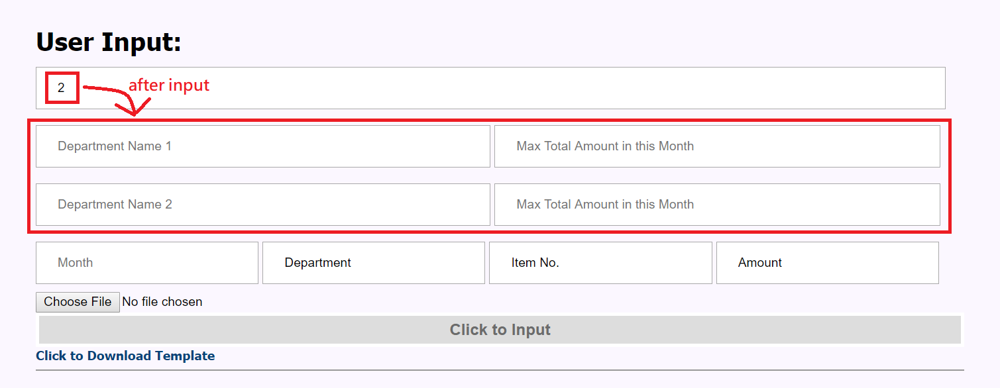 User Input:
2
after input
Department Name 1 Max Total Amount in this Month
Department Name 2 Max Total Amount in this Month
Month Department Item No. Amount
Choose File No file chosen
Click to Input
Click to Download Template